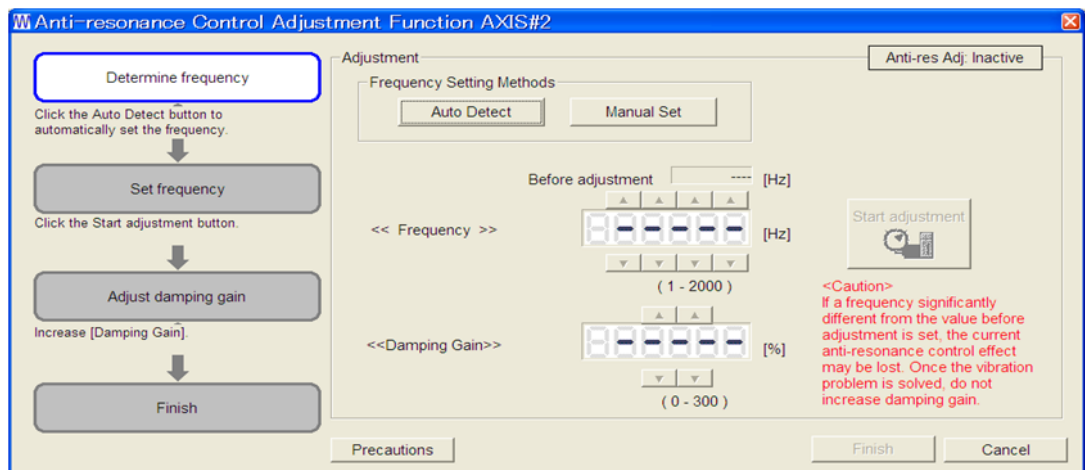 Anti-resonance Control Adjustment Function AXIS#2
Determine frequency
Click the Auto Detect button to
automatically set the frequency.
Set frequency
Click the Start adjustment button.
Adjust damping gain
Increase [Damping Gain].
Finish
Adjustment
Anti-res Adj: Inactive
Frequency Setting Methods
Auto Detect
Manual Set
Before adjustment ---- [Hz]
<< Frequency >> ----- [Hz]
( 1 - 2000 )
Start adjustment
<<Damping Gain>> ----- [%]
( 0 - 300 )
<Caution>
If a frequency significantly
different from the value before
adjustment is set, the current
anti-resonance control effect
may be lost. Once the vibration
problem is solved, do not
increase damping gain.
Precautions
Finish
Cancel